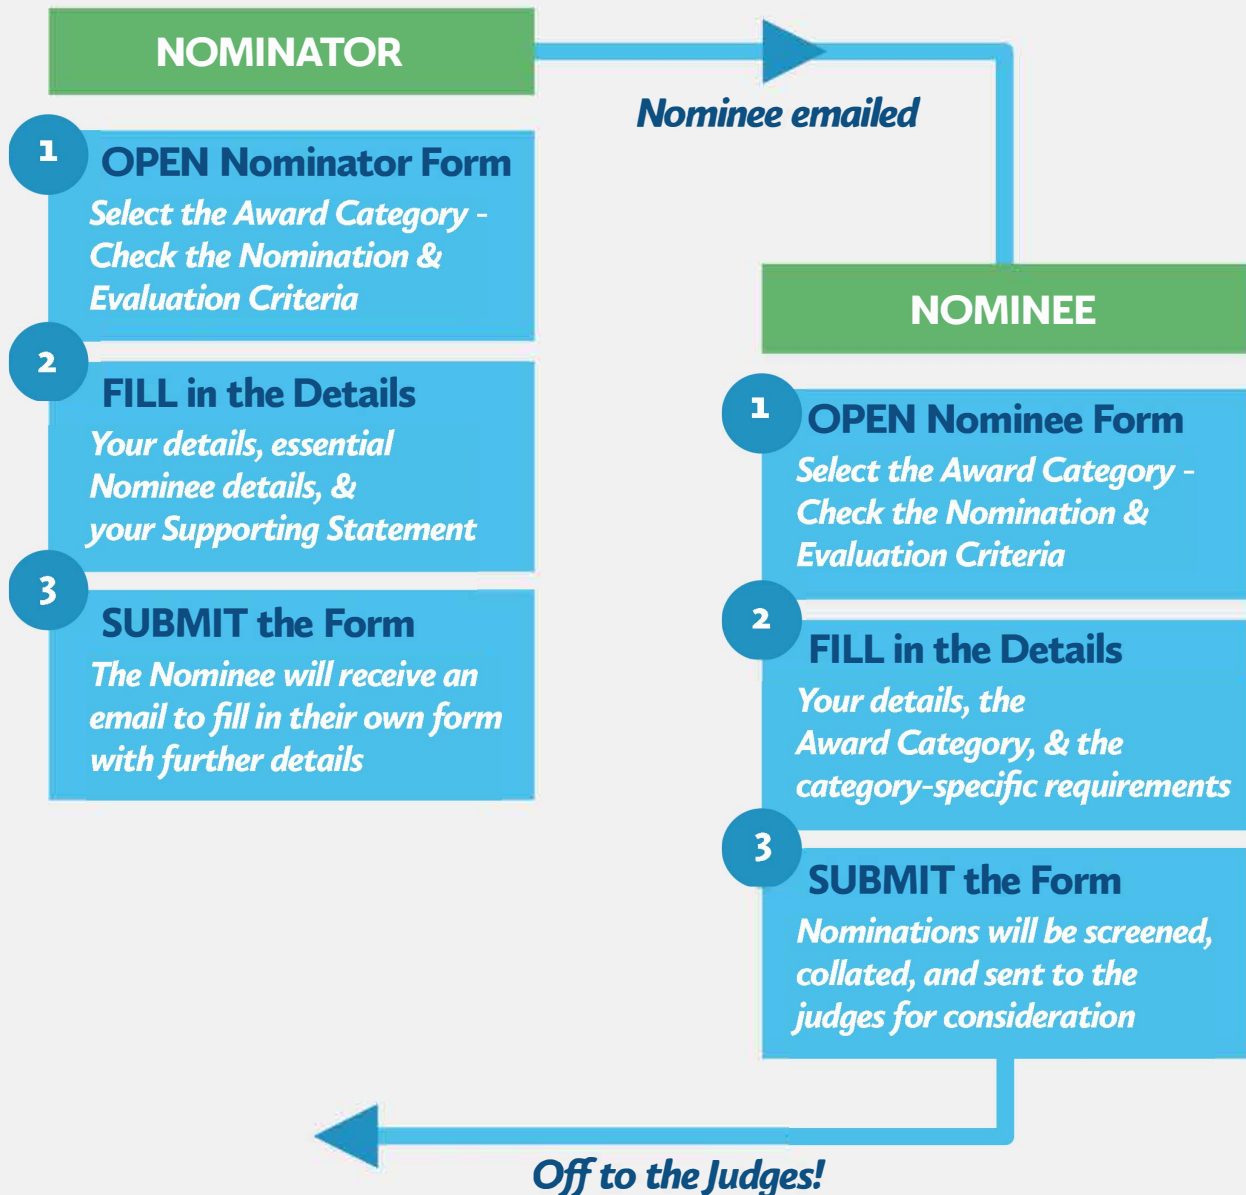 NOMINATOR
Nominee emailed
1
OPEN Nominator Form
Select the Award Category -
Check the Nomination &
Evaluation Criteria
2
FILL in the Details
Your details, essential
Nominee details, &
your Supporting Statement
3
SUBMIT the Form
The Nominee will receive an
email to fill in their own form
with further details
NOMINEE
1
OPEN Nominee Form
Select the Award Category -
Check the Nomination &
Evaluation Criteria
2
FILL in the Details
Your details, the
Award Category, & the
category-specific requirements
3
SUBMIT the Form
Nominations will be screened,
collated, and sent to the
judges for consideration
Off to the Judges!